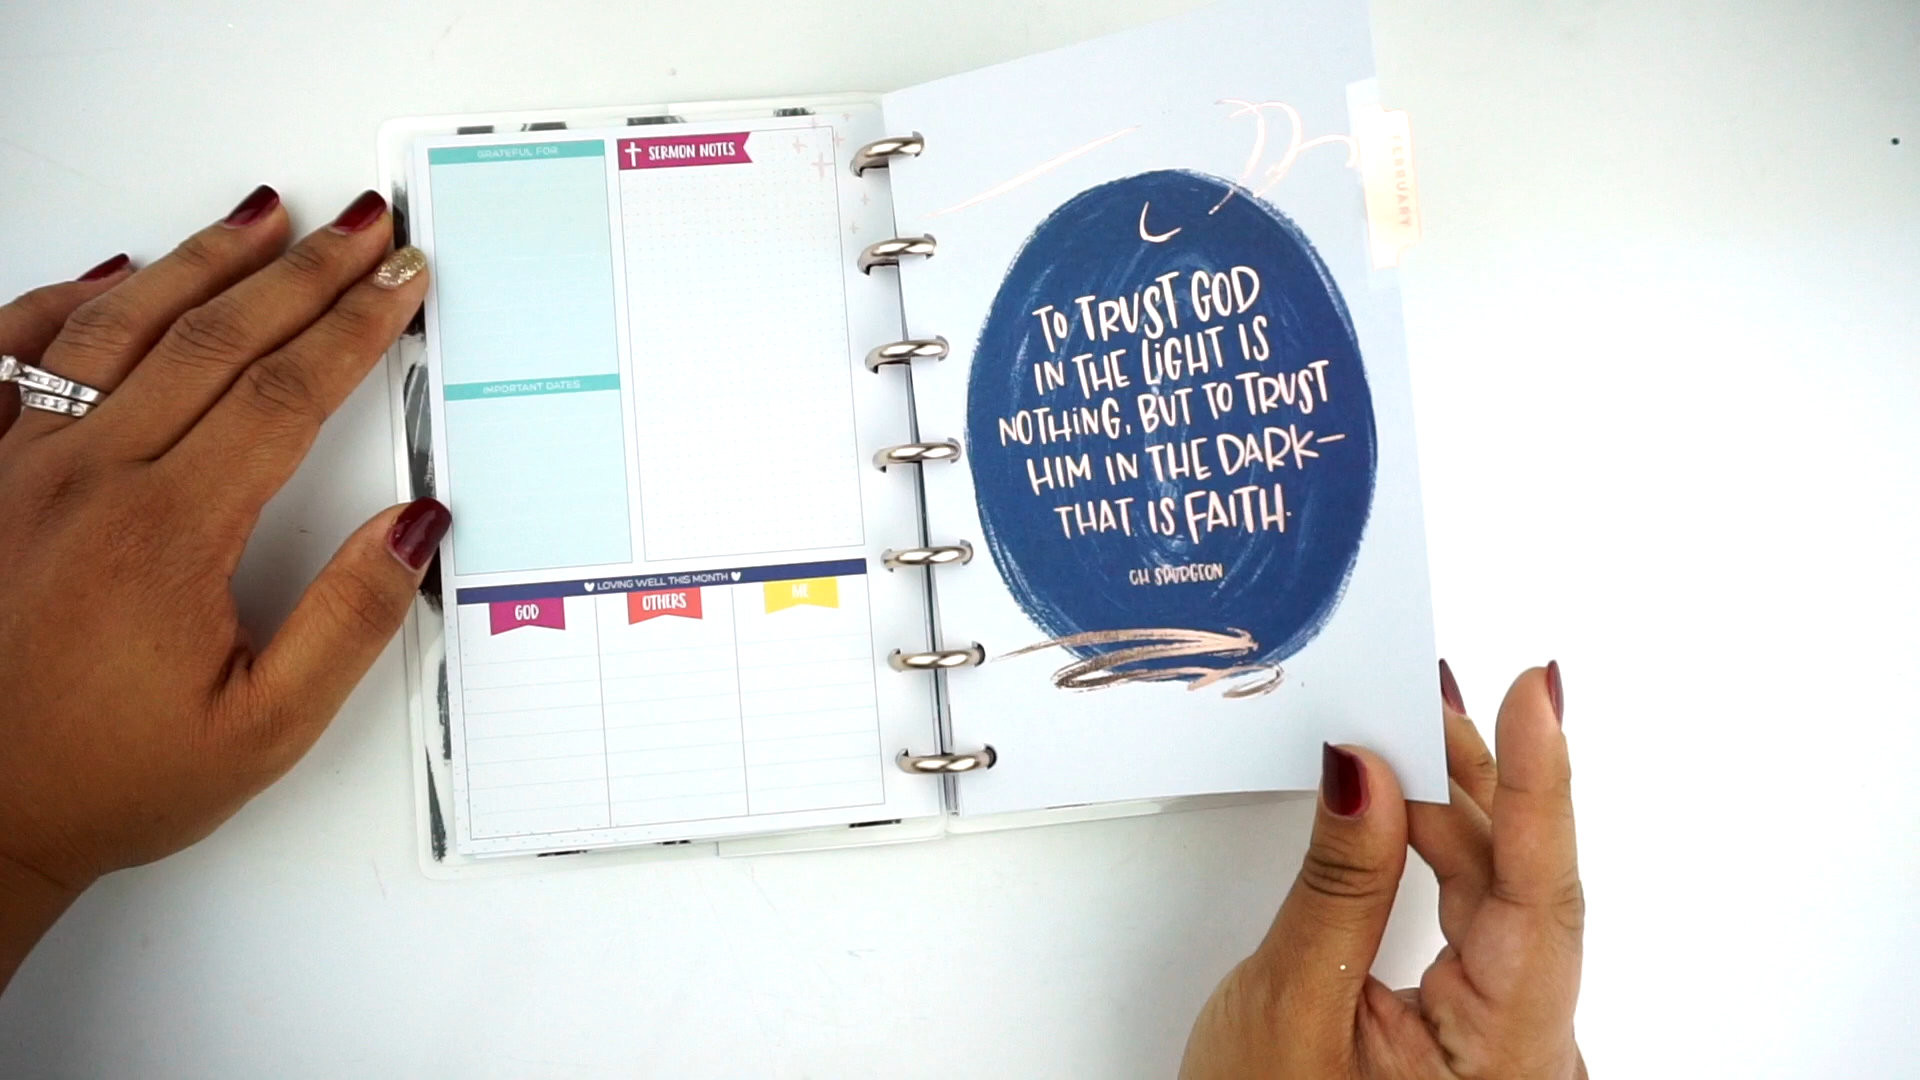 GRATEFUL FOR
SERMON NOTES
IMPORTANT DATES
LOVING WELL THIS MONTH
GOD
OTHERS
ME
FEBRUARY
TO TRUST GOD
IN THE LIGHT IS
NOTHING, BUT TO TRUST
HIM IN THE DARK—
THAT IS FAITH.
CH SPURGEON